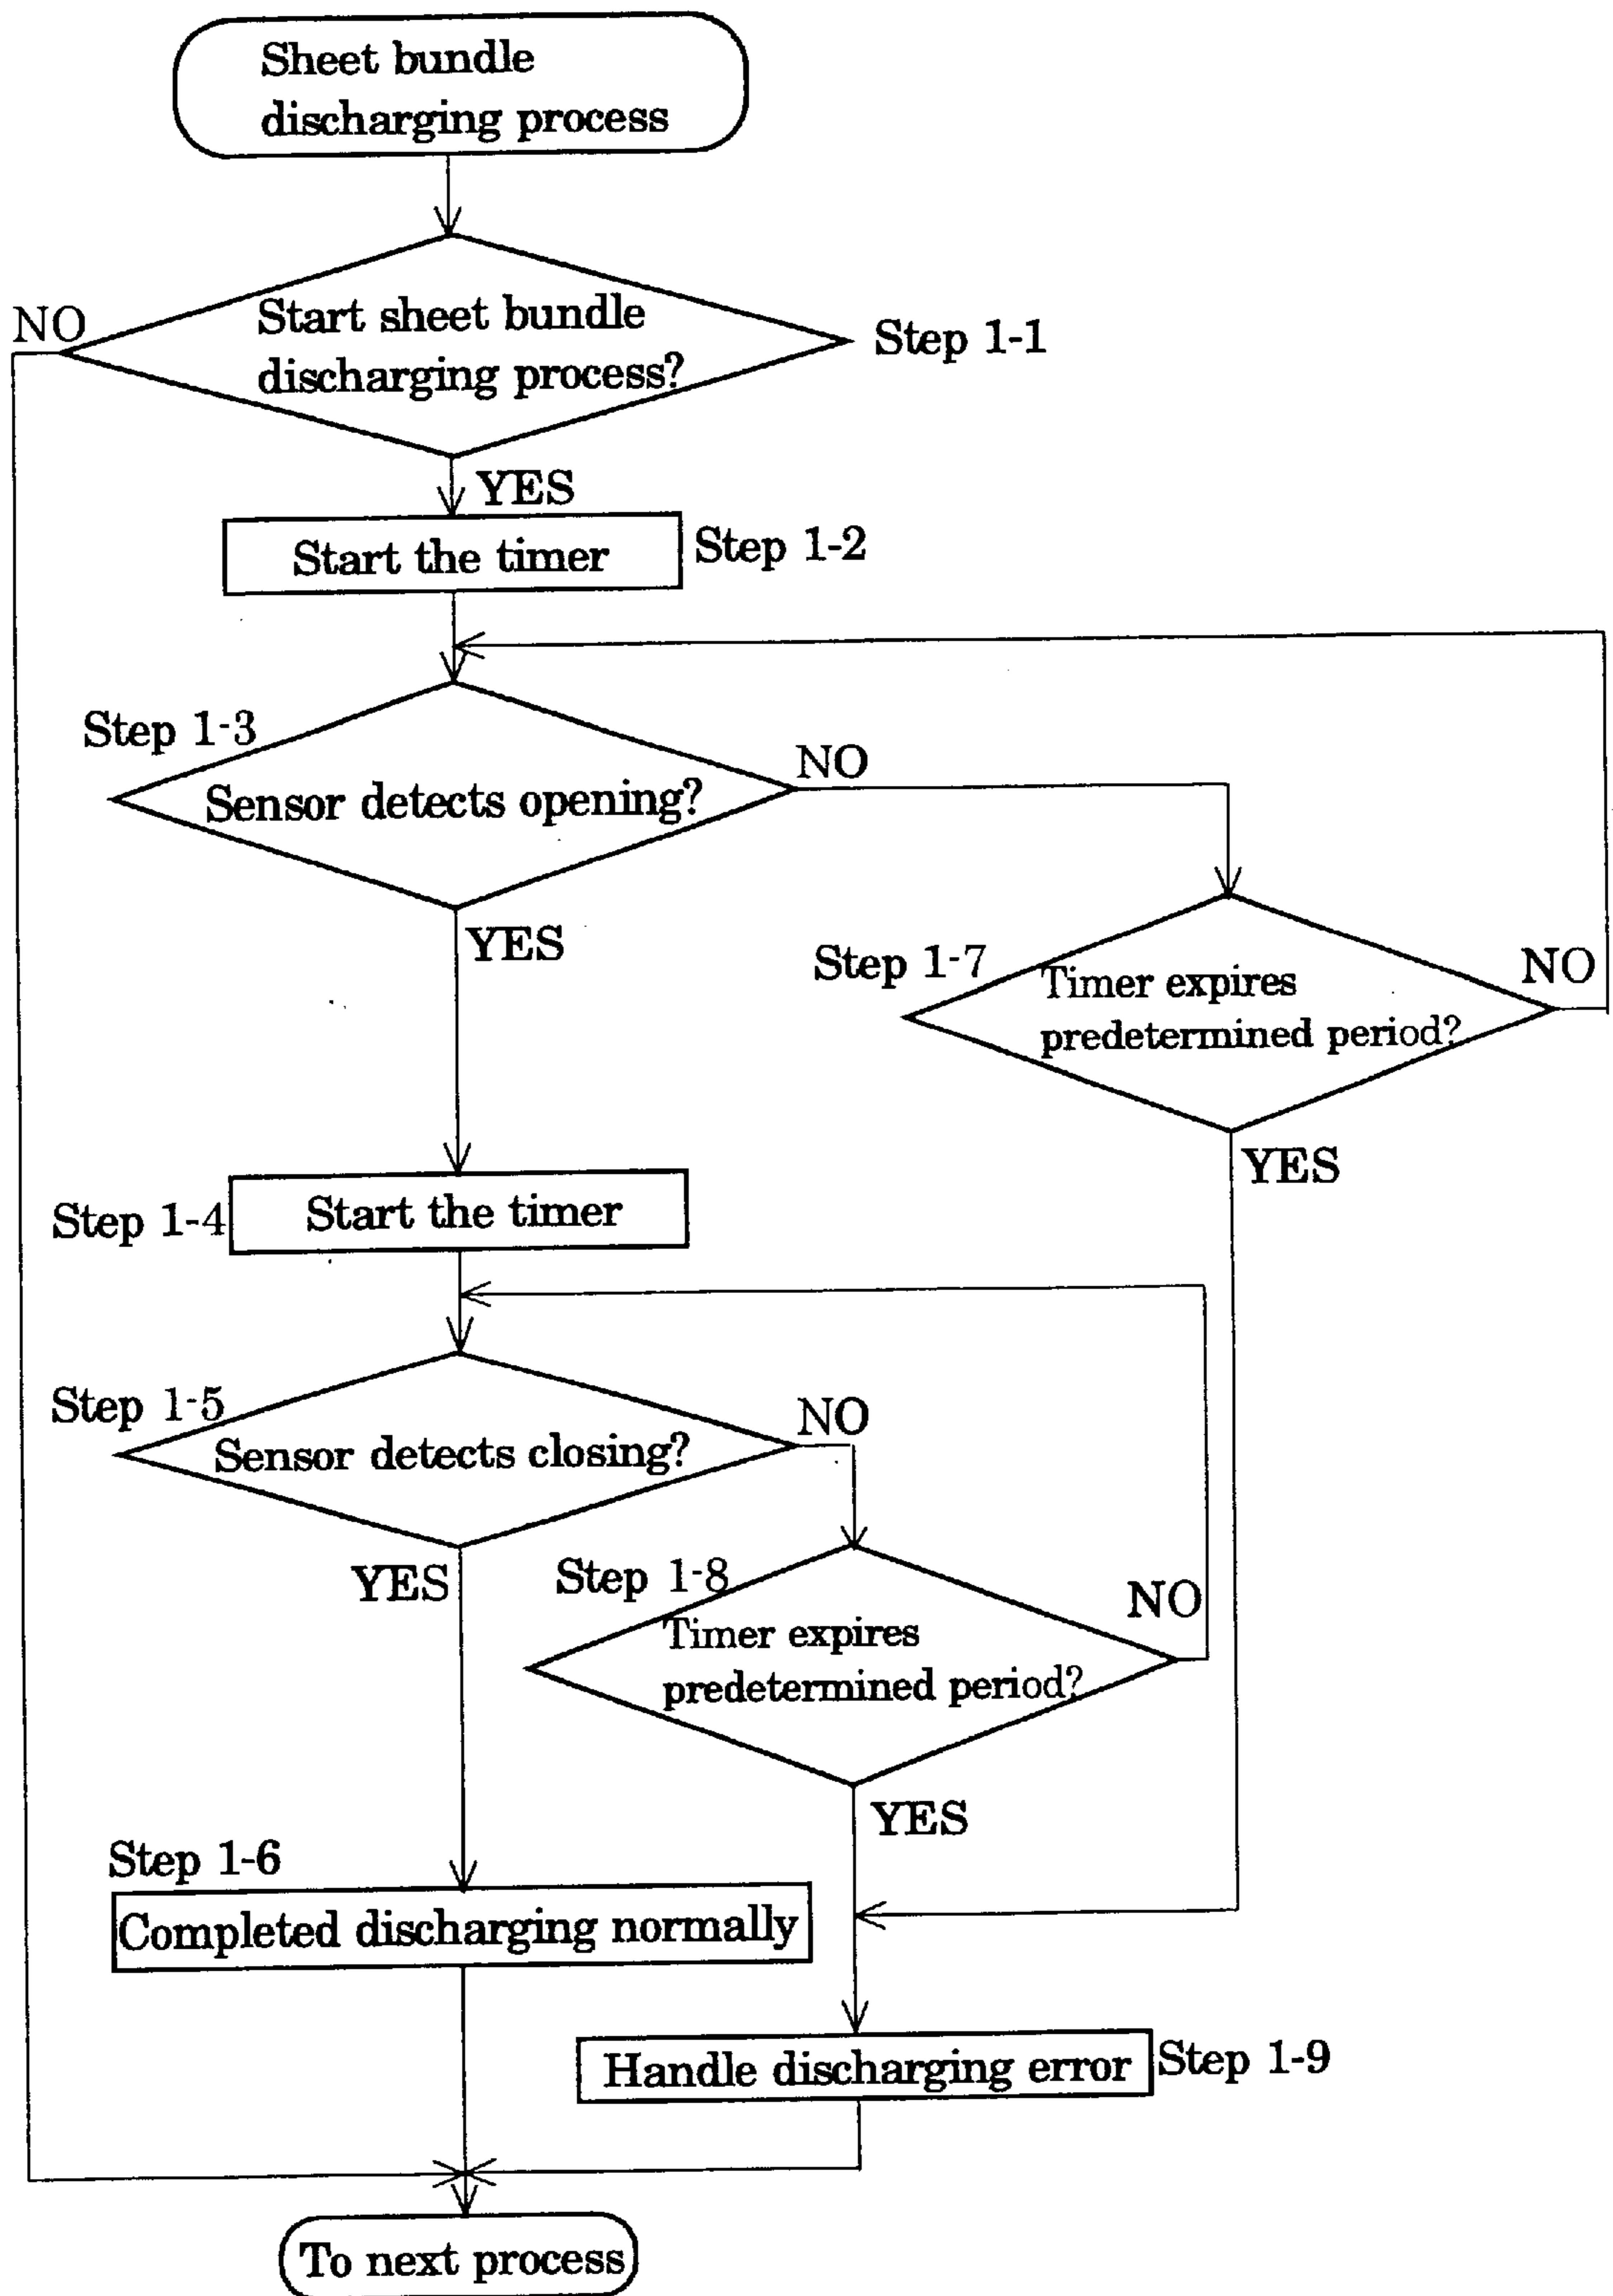 Sheet bundle
discharging process
NO
Start sheet bundle
discharging process?
Step 1-1
YES
Start the timer
Step 1-2
Step 1-3
NO
Sensor detects opening?
YES
Step 1-7
Timer expires
predetermined period?
NO
YES
Step 1-4
Start the timer
Step 1-5
NO
Sensor detects closing?
YES
Step 1-8
NO
Timer expires
predetermined period?
YES
Step 1-6
Completed discharging normally
Handle discharging error
Step 1-9
To next process